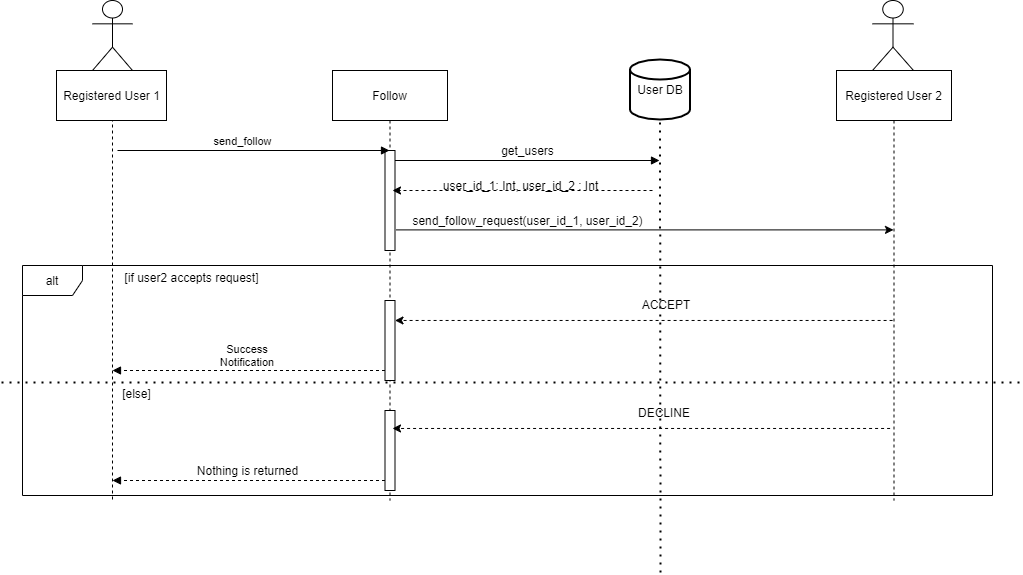 Registered User 1
Follow
User DB
Registered User 2
send_follow
get_users
user_id_1: Int, user_id_2 : Int
send_follow_request(user_id_1, user_id_2)
alt
[if user2 accepts request]
ACCEPT
Success
Notification
[else]
DECLINE
Nothing is returned